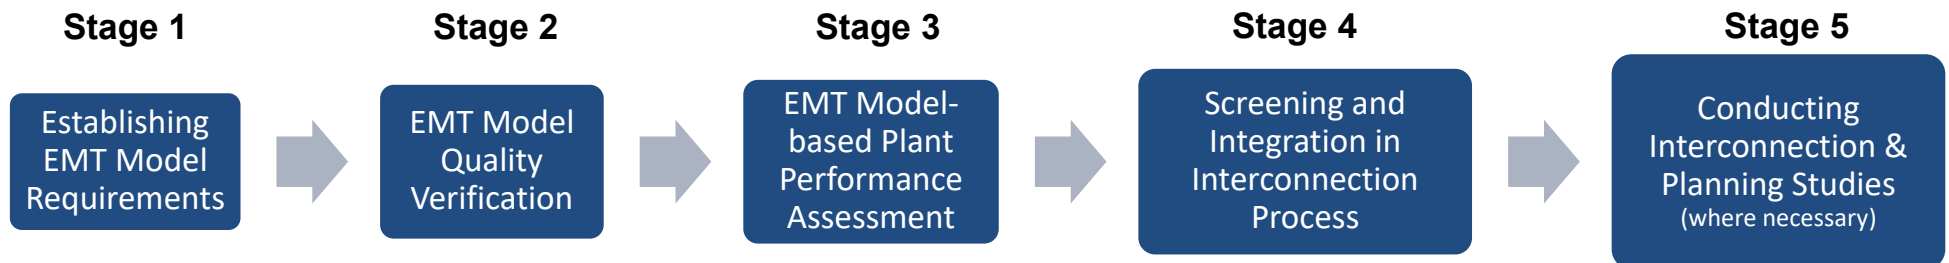 Stage 1
Stage 2
Stage 3
Stage 4
Stage 5
Establishing
EMT Model
Requirements
EMT Model
Quality
Verification
EMT Model-
based Plant
Performance
Assessment
Screening and
Integration in
Interconnection
Process
Conducting
Interconnection &
Planning Studies
(where necessary)